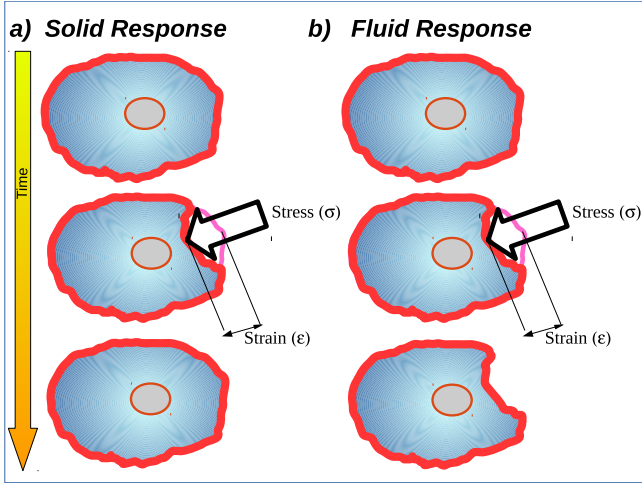 a) Solid Response
b) Fluid Response
Time
Stress (σ)
Stress (σ)
Strain (ε)
Strain (ε)